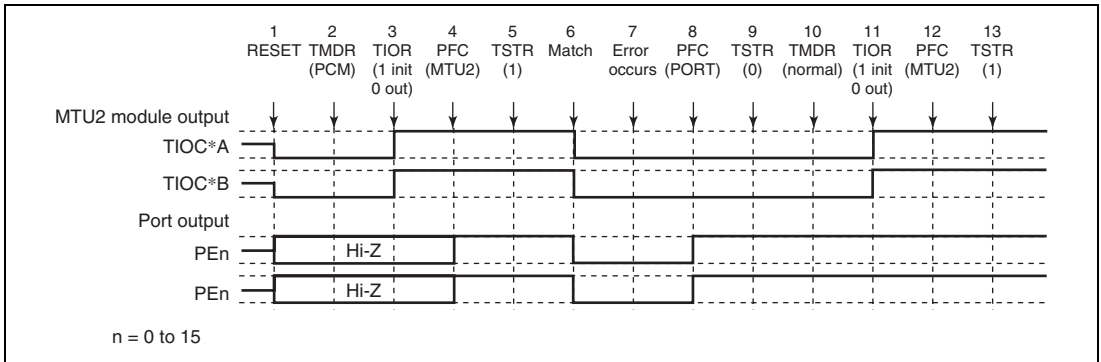 1 2 3 4 5 6 7 8 9 10 11 12 13
RESET TMDR TIOR PFC TSTR Match Error PFC TSTR TMDR TIOR PFC TSTR
(PCM) (1 init (MTU2) (1) occurs (PORT) (0) (normal) (1 init (MTU2) (1)
0 out) 0 out)
MTU2 module output
TIOC*A
TIOC*B
Port output
PEn Hi-Z
PEn Hi-Z
n = 0 to 15